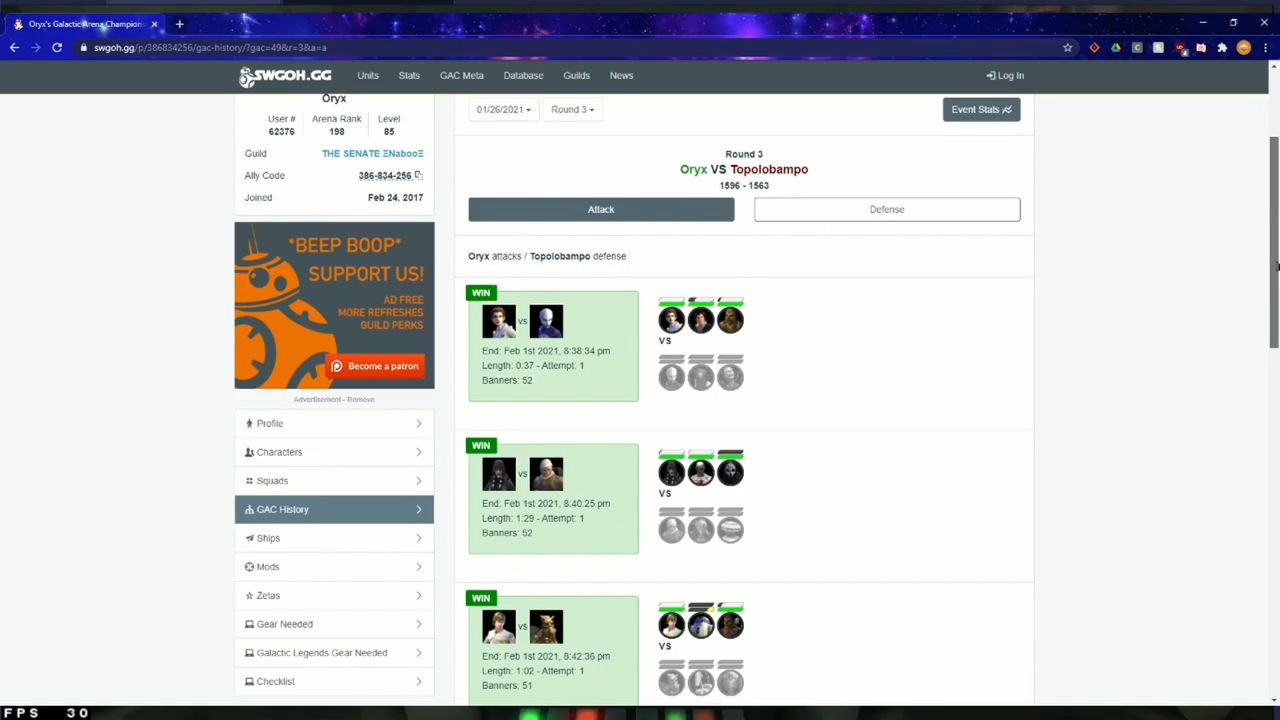 Oryx's Galactic Arena Champions
swgoh.gg/p/386834256/gac-history/?gac=49&r=3&a=a
SWGOH.GG
Units
Stats
GAC Meta
Database
Guilds
News
Log In
Oryx
User #
Arena Rank
Level
62376
198
85
Guild
THE SENATE ΞNabooΞ
Ally Code
386-834-256
Joined
Feb 24, 2017
*BEEP BOOP*
SUPPORT US!
AD FREE
MORE REFRESHES
GUILD PERKS
Become a patron
Advertisement - Remove
Profile
Characters
Squads
GAC History
Ships
Mods
Zetas
Gear Needed
Galactic Legends Gear Needed
Checklist
01/26/2021
Round 3
Event Stats
Round 3
Oryx VS Topolobampo
1596 - 1563
Attack
Defense
Oryx attacks / Topolobampo defense
WIN
vs
End: Feb 1st 2021, 8:38:34 pm
Length: 0:37 - Attempt: 1
Banners: 52
VS
WIN
vs
End: Feb 1st 2021, 8:40:25 pm
Length: 1:29 - Attempt: 1
Banners: 52
VS
WIN
vs
End: Feb 1st 2021, 8:42:36 pm
Length: 1:02 - Attempt: 1
Banners: 51
VS
FPS 30